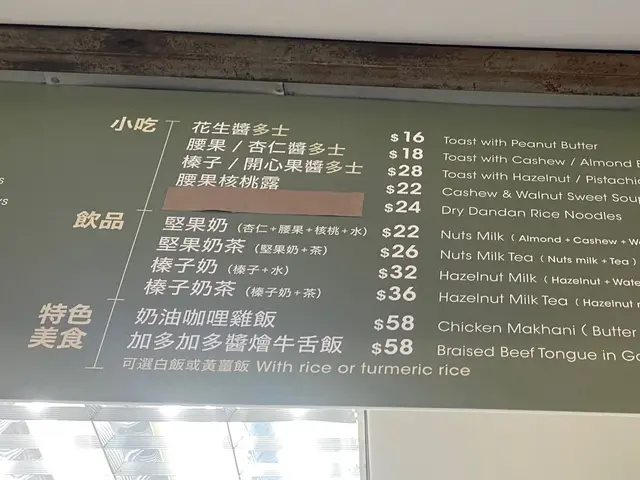 小吃
花生醬多士 $16 Toast with Peanut Butter
腰果 / 杏仁醬多士 $18 Toast with Cashew / Almond
榛子 / 開心果醬多士 $28 Toast with Hazelnut / Pistachio
腰果核桃露 $22 Cashew & Walnut Sweet Soup
$24 Dry Dandan Rice Noodles
飲品
堅果奶 (杏仁+腰果+核桃+水) $22 Nuts Milk ( Almond + Cashew +
堅果奶茶 (堅果奶+茶) $26 Nuts Milk Tea ( Nuts milk + Tea )
榛子奶 (榛子+水) $32 Hazelnut Milk ( Hazelnut + Wate
榛子奶茶 (榛子奶+茶) $36 Hazelnut Milk Tea ( Hazelnut
特色
美食
奶油咖哩雞飯 $58 Chicken Makhani ( Butter
加多加多醬燴牛舌飯 $58 Braised Beef Tongue in
可選白飯或黃薑飯 With rice or turmeric rice